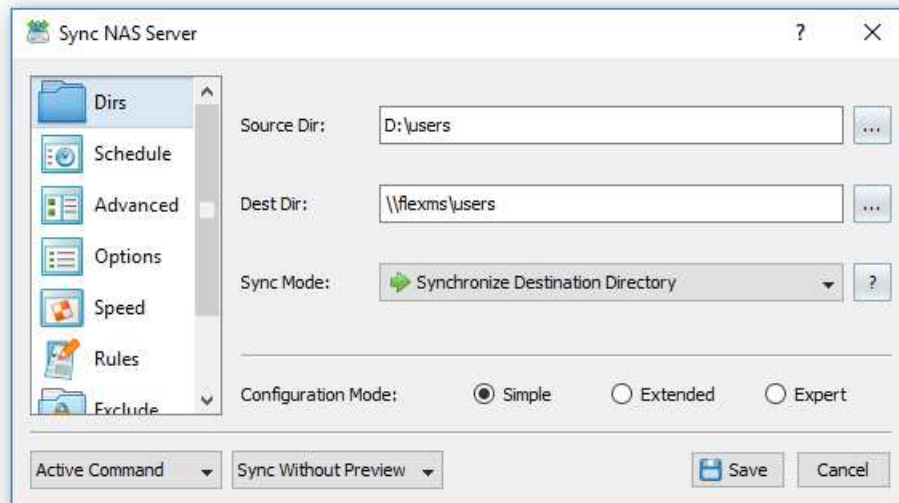 Sync NAS Server
?
Dirs
Schedule
Advanced
Options
Speed
Rules
Exclude
Source Dir: D:\users ...
Dest Dir: \\flexms\users ...
Sync Mode: Synchronize Destination Directory ?
Configuration Mode: Simple Extended Expert
Active Command Sync Without Preview Save Cancel